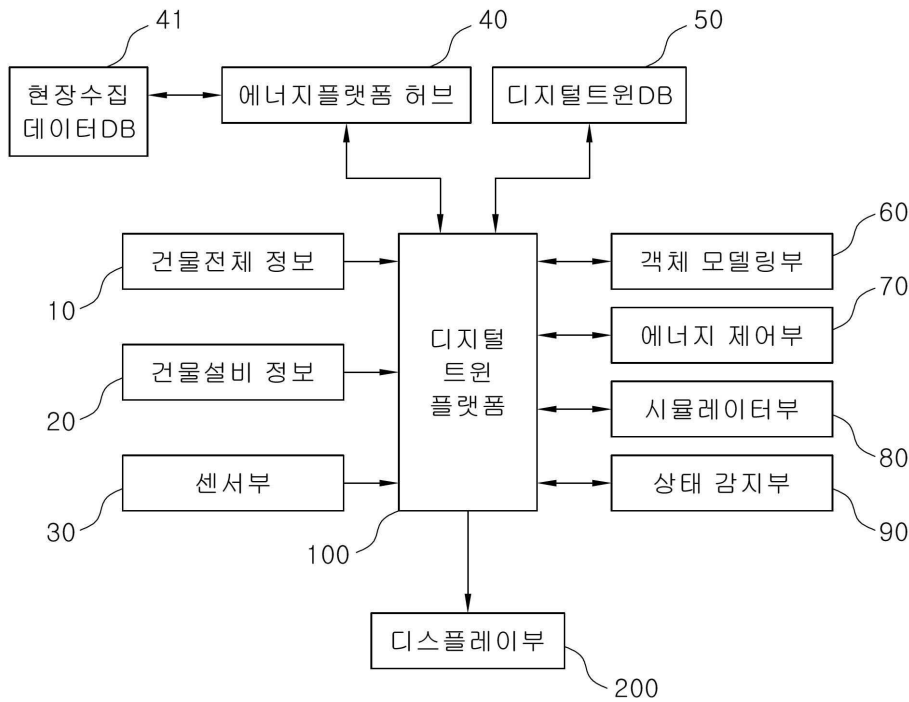 41
40
50
현장수집
데이터DB
에너지플랫폼 허브
디지털트윈DB
60
건물전체 정보
객체 모델링부
10
70
디지털
트윈
플랫폼
에너지 제어부
건물설비 정보
20
시뮬레이터부
80
센서부
상태 감지부
30
100
90
디스플레이부
200